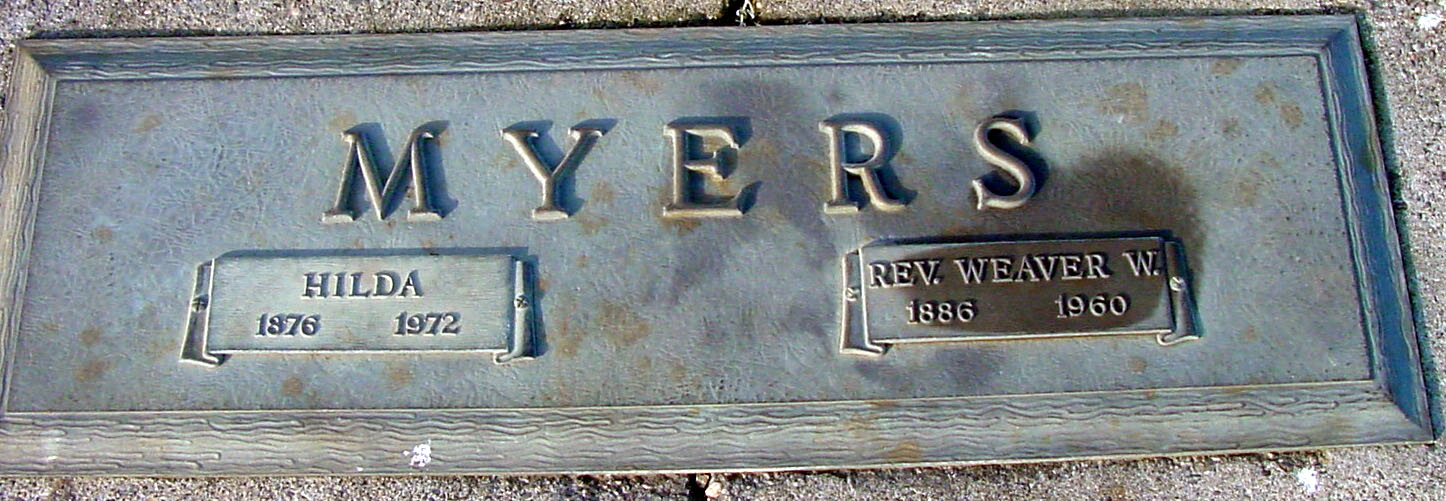 MYERS
HILDA
1876 1972
REV. WEAVER W.
1886 1960